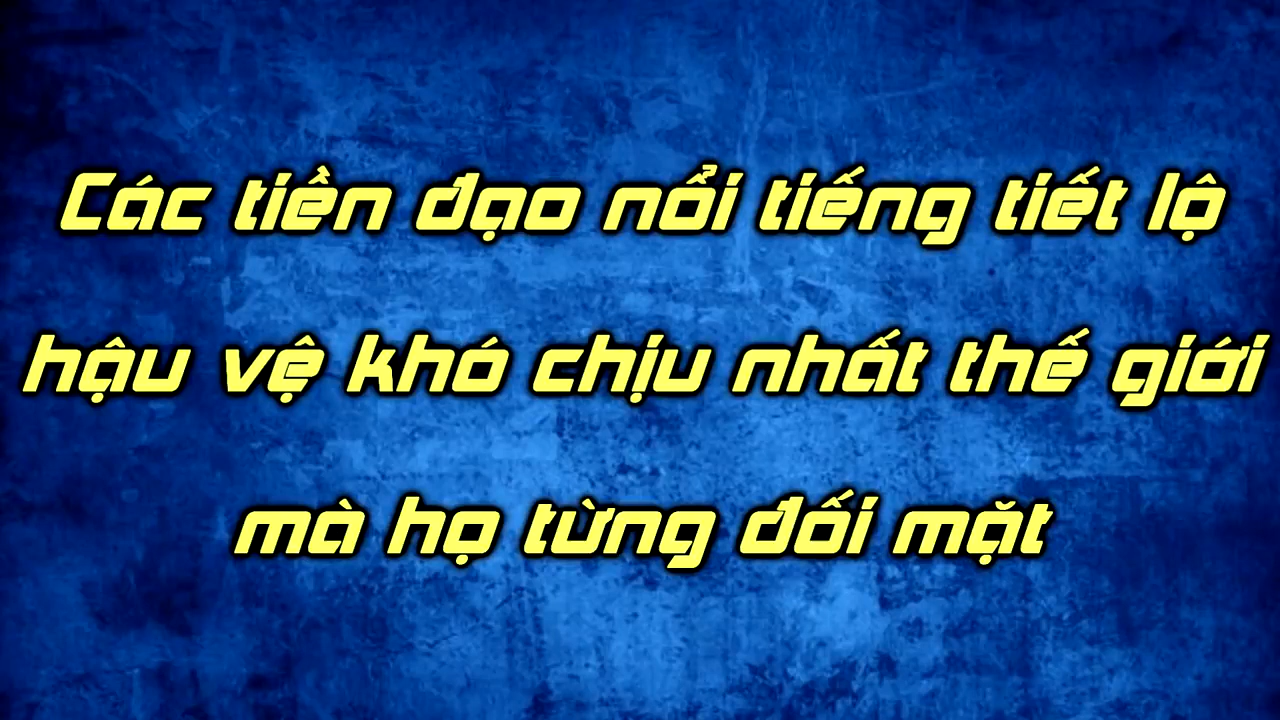 Các tiền đạo nổi tiếng tiết lộ
hậu vệ khó chịu nhất thế giới
mà họ từng đối mặt